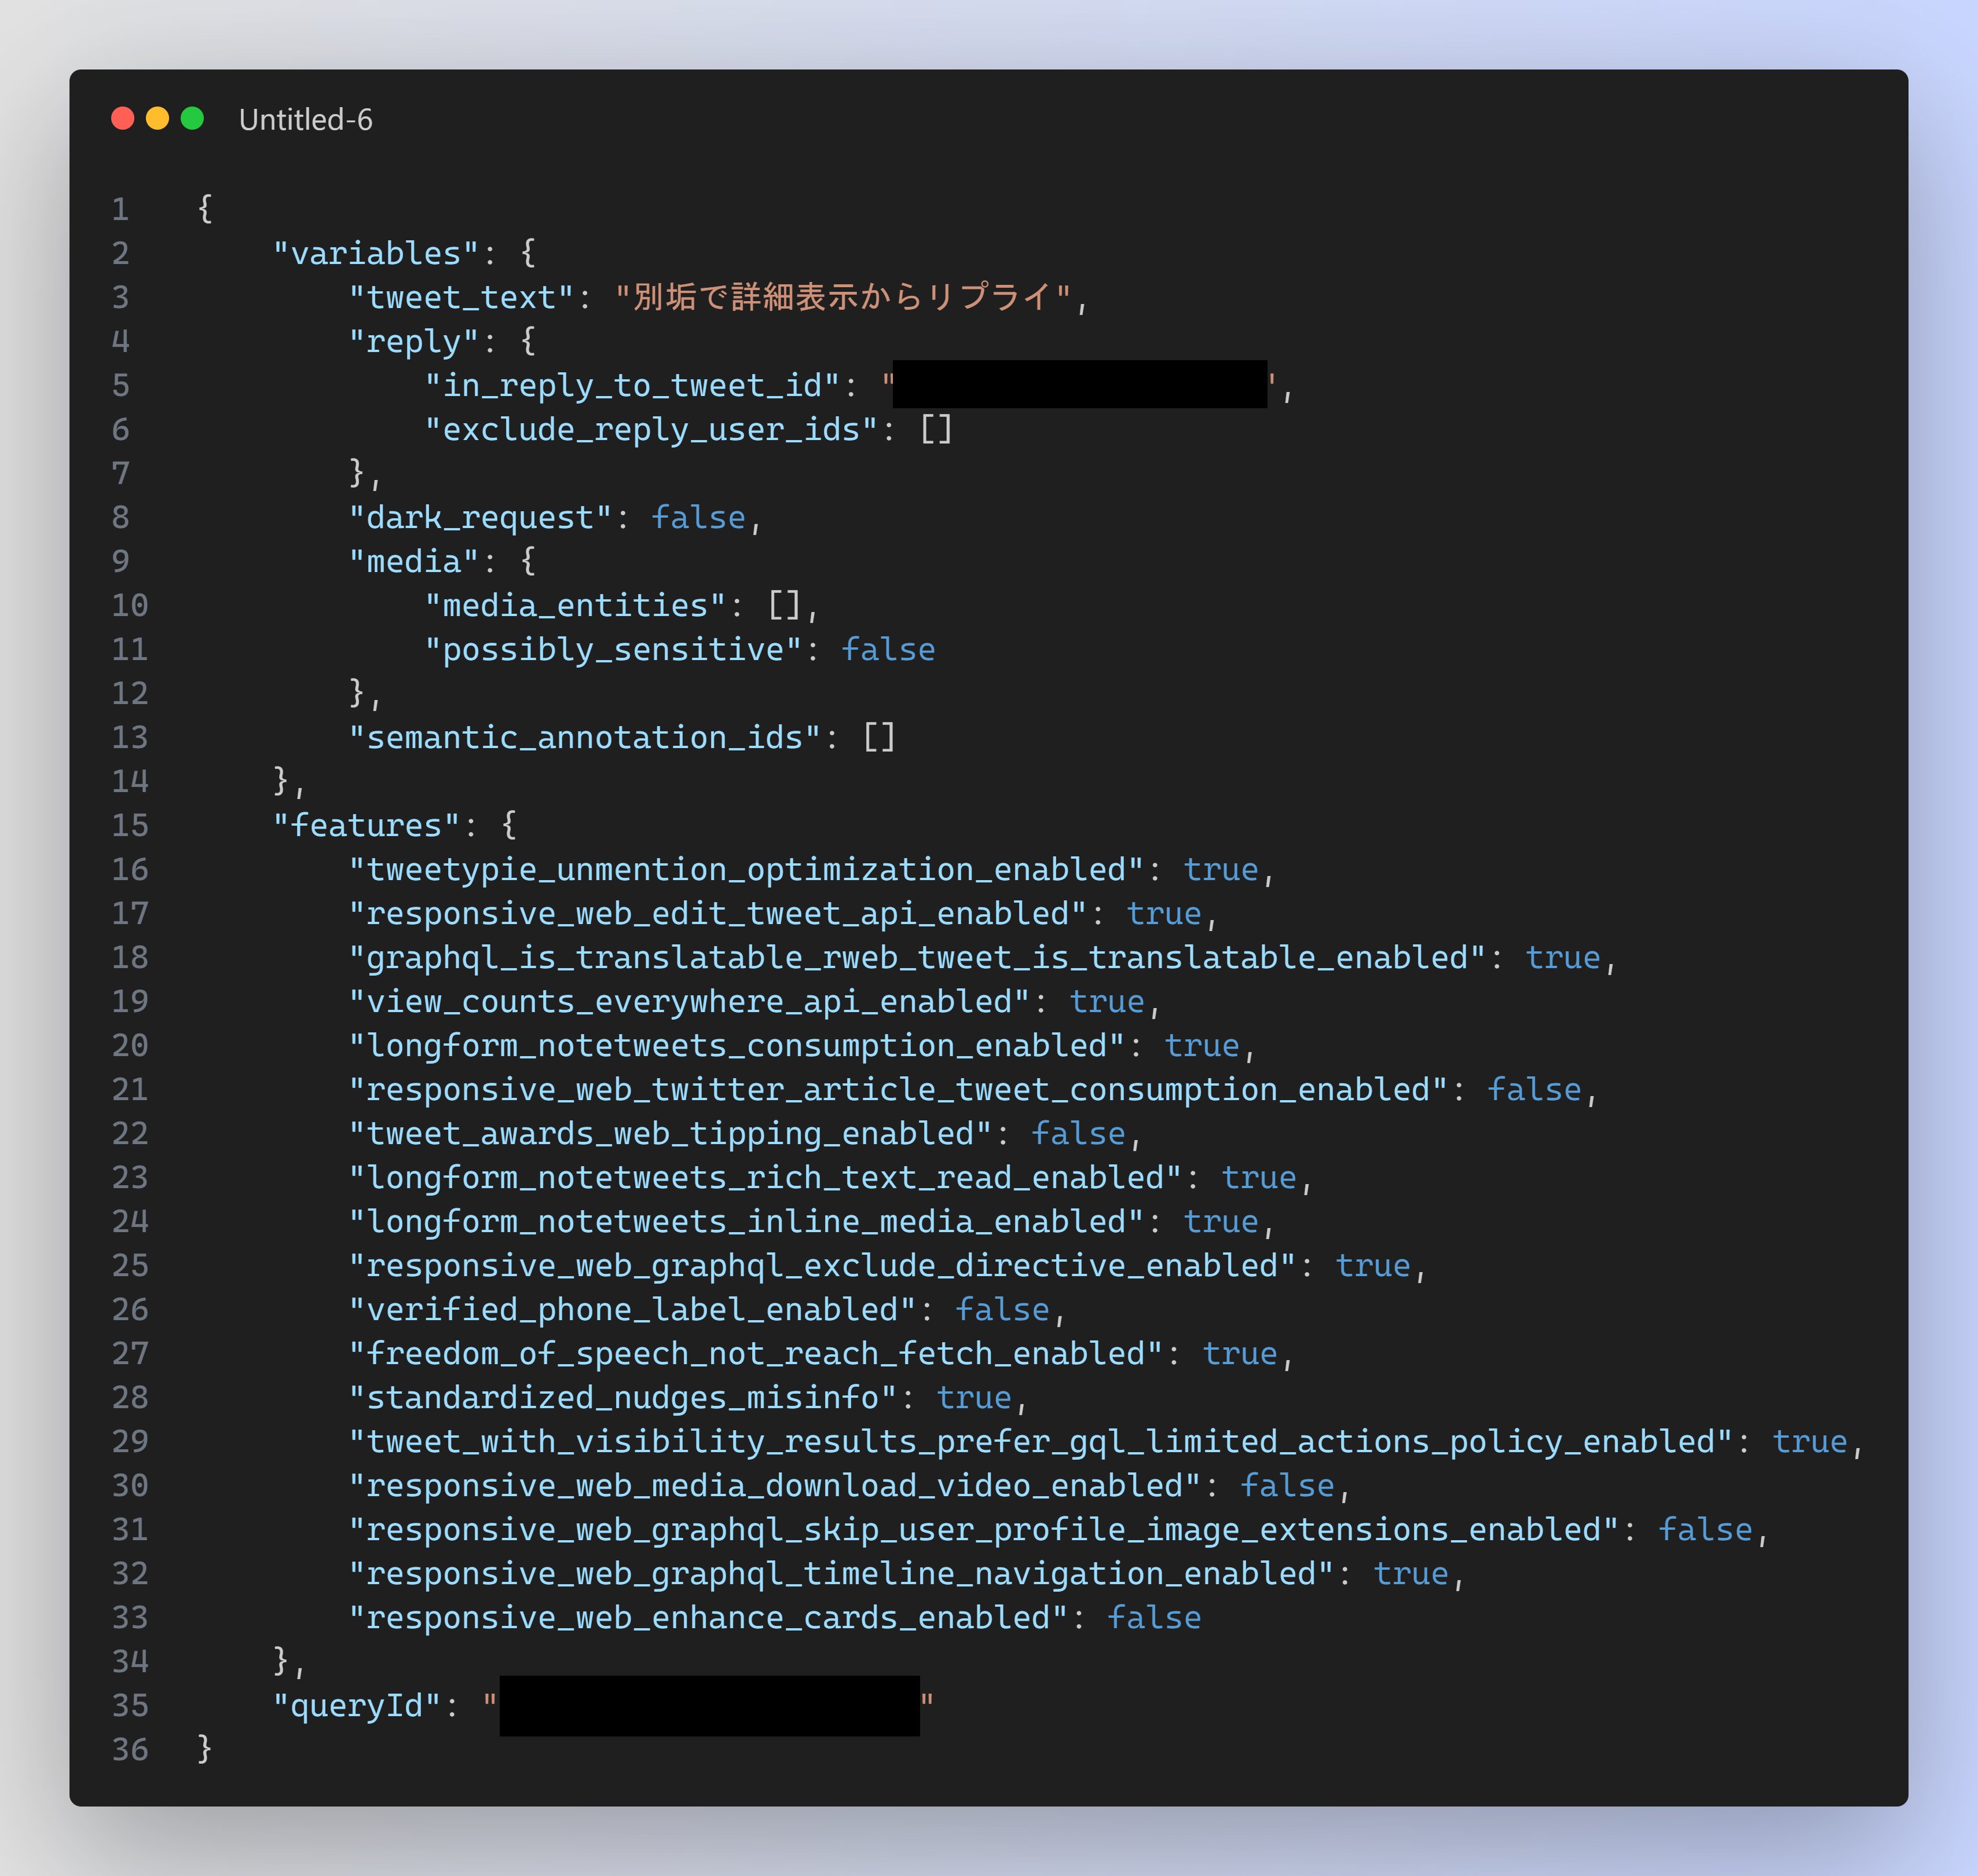 Untitled-6
1 {
2 "variables": {
3 "tweet_text": "別垢で詳細表示からリプライ",
4 "reply": {
5 "in_reply_to_tweet_id": "",
6 "exclude_reply_user_ids": []
7 },
8 "dark_request": false,
9 "media": {
10 "media_entities": [],
11 "possibly_sensitive": false
12 },
13 "semantic_annotation_ids": []
14 },
15 "features": {
16 "tweetypie_unmention_optimization_enabled": true,
17 "responsive_web_edit_tweet_api_enabled": true,
18 "graphql_is_translatable_rweb_tweet_is_translatable_enabled": true,
19 "view_counts_everywhere_api_enabled": true,
20 "longform_notetweets_consumption_enabled": true,
21 "responsive_web_twitter_article_tweet_consumption_enabled": false,
22 "tweet_awards_web_tipping_enabled": false,
23 "longform_notetweets_rich_text_read_enabled": true,
24 "longform_notetweets_inline_media_enabled": true,
25 "responsive_web_graphql_exclude_directive_enabled": true,
26 "verified_phone_label_enabled": false,
27 "freedom_of_speech_not_reach_fetch_enabled": true,
28 "standardized_nudges_misinfo": true,
29 "tweet_with_visibility_results_prefer_gql_limited_actions_policy_enabled": true,
30 "responsive_web_media_download_video_enabled": false,
31 "responsive_web_graphql_skip_user_profile_image_extensions_enabled": false,
32 "responsive_web_graphql_timeline_navigation_enabled": true,
33 "responsive_web_enhance_cards_enabled": false
34 },
35 "queryId": ""
36 }